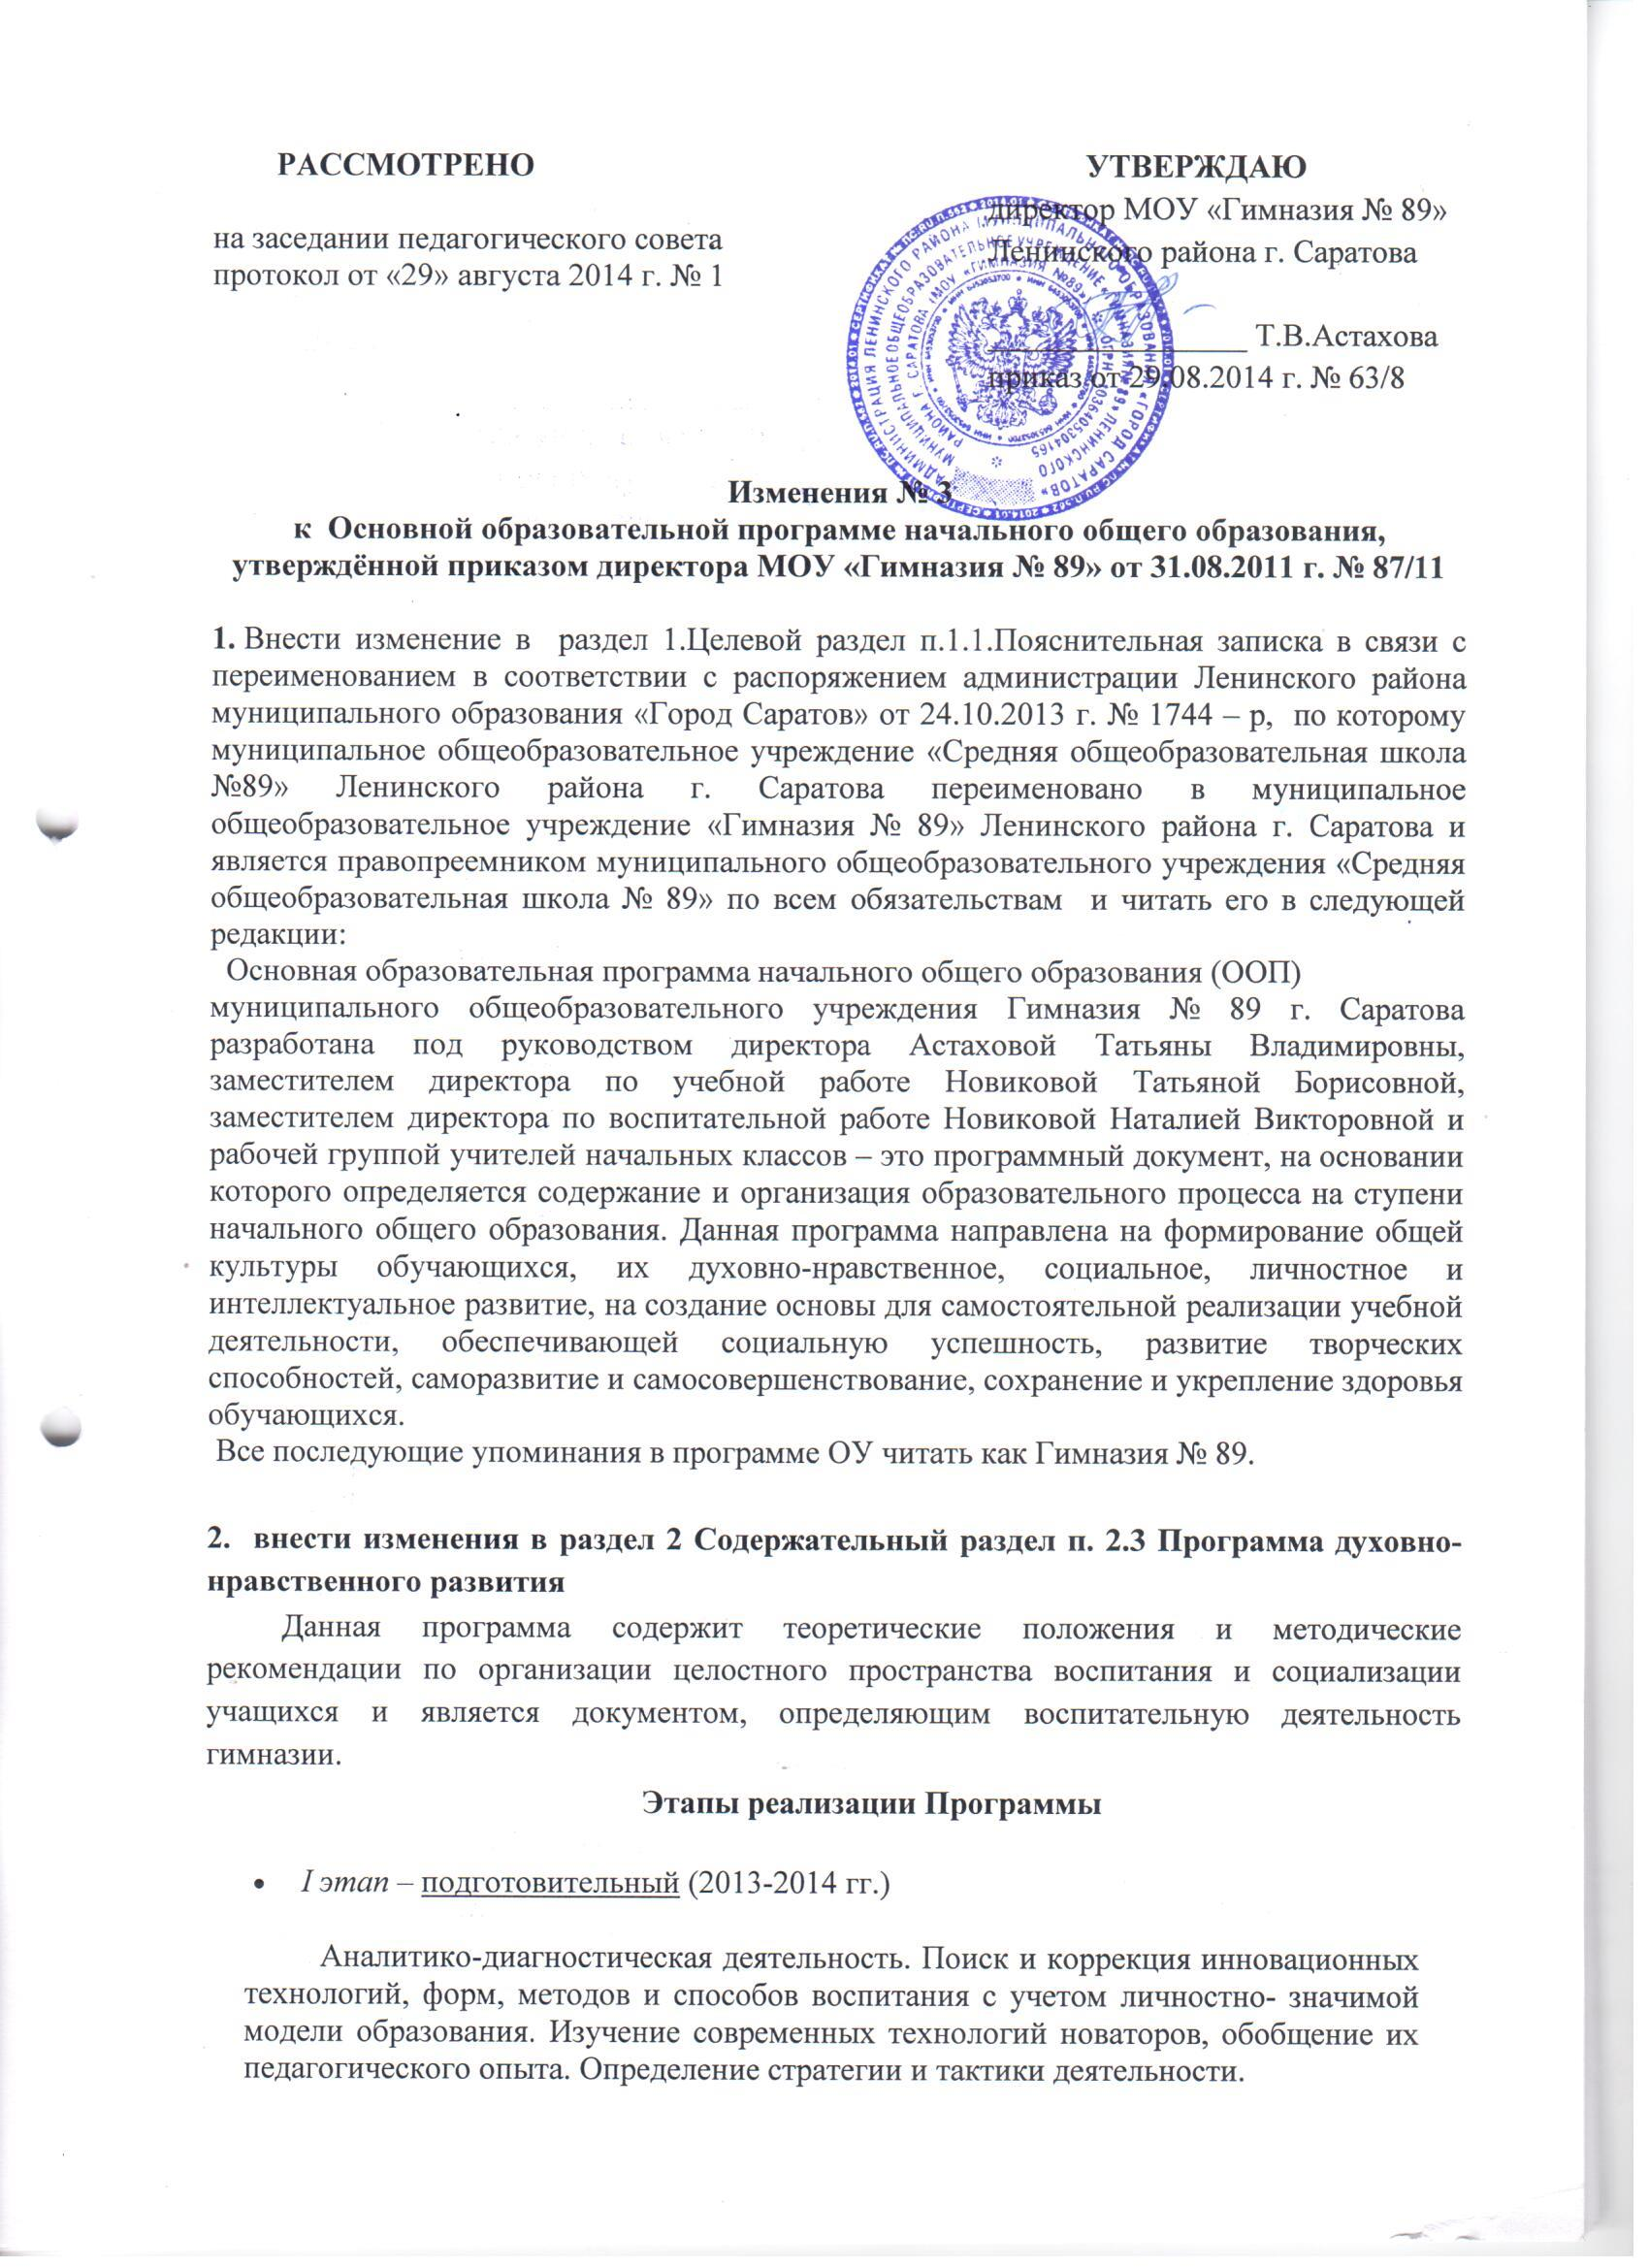 РАССМОТРЕНО
на заседании педагогического совета
протокол от «29» августа 2014 г. № 1
УТВЕРЖДАЮ
директор МОУ «Гимназия № 89»
Ленинского района г. Саратова
Т.В.Астахова
приказ от 29.08.2014 г. № 63/8
Изменения № 3
к Основной образовательной программе начального общего образования,
утверждённой приказом директора МОУ «Гимназия № 89» от 31.08.2011 г. № 87/11
1. Внести изменение в раздел 1.Целевой раздел п.1.1.Пояснительная записка в связи с
переименованием в соответствии с распоряжением администрации Ленинского района
муниципального образования «Город Саратов» от 24.10.2013 г. № 1744 – р, по которому
муниципальное общеобразовательное учреждение «Средняя общеобразовательная школа
№89» Ленинского района г. Саратова переименовано в муниципальное
общеобразовательное учреждение «Гимназия № 89» Ленинского района г. Саратова и
является правопреемником муниципального общеобразовательного учреждения «Средняя
общеобразовательная школа № 89» по всем обязательствам и читать его в следующей
редакции:
Основная образовательная программа начального общего образования (ООП)
муниципального общеобразовательного учреждения Гимназия № 89 г. Саратова
разработана под руководством директора Астаховой Татьяны Владимировны,
заместителем директора по учебной работе Новиковой Татьяной Борисовной,
заместителем директора по воспитательной работе Новиковой Наталией Викторовной и
рабочей группой учителей начальных классов – это программный документ, на основании
которого определяется содержание и организация образовательного процесса на ступени
начального общего образования. Данная программа направлена на формирование общей
культуры обучающихся, их духовно-нравственное, социальное, личностное и
интеллектуальное развитие, на создание основы для самостоятельной реализации учебной
деятельности, обеспечивающей социальную успешность, развитие творческих
способностей, саморазвитие и самосовершенствование, сохранение и укрепление здоровья
обучающихся.
Все последующие упоминания в программе ОУ читать как Гимназия № 89.
2. внести изменения в раздел 2 Содержательный раздел п. 2.3 Программа духовно-
нравственного развития
Данная программа содержит теоретические положения и методические
рекомендации по организации целостного пространства воспитания и социализации
учащихся и является документом, определяющим воспитательную деятельность
гимназии.
Этапы реализации Программы
• I этап – подготовительный (2013-2014 гг.)
Аналитико-диагностическая деятельность. Поиск и коррекция инновационных
технологий, форм, методов и способов воспитания с учетом личностно- значимой
модели образования. Изучение современных технологий новаторов, обобщение их
педагогического опыта. Определение стратегии и тактики деятельности.